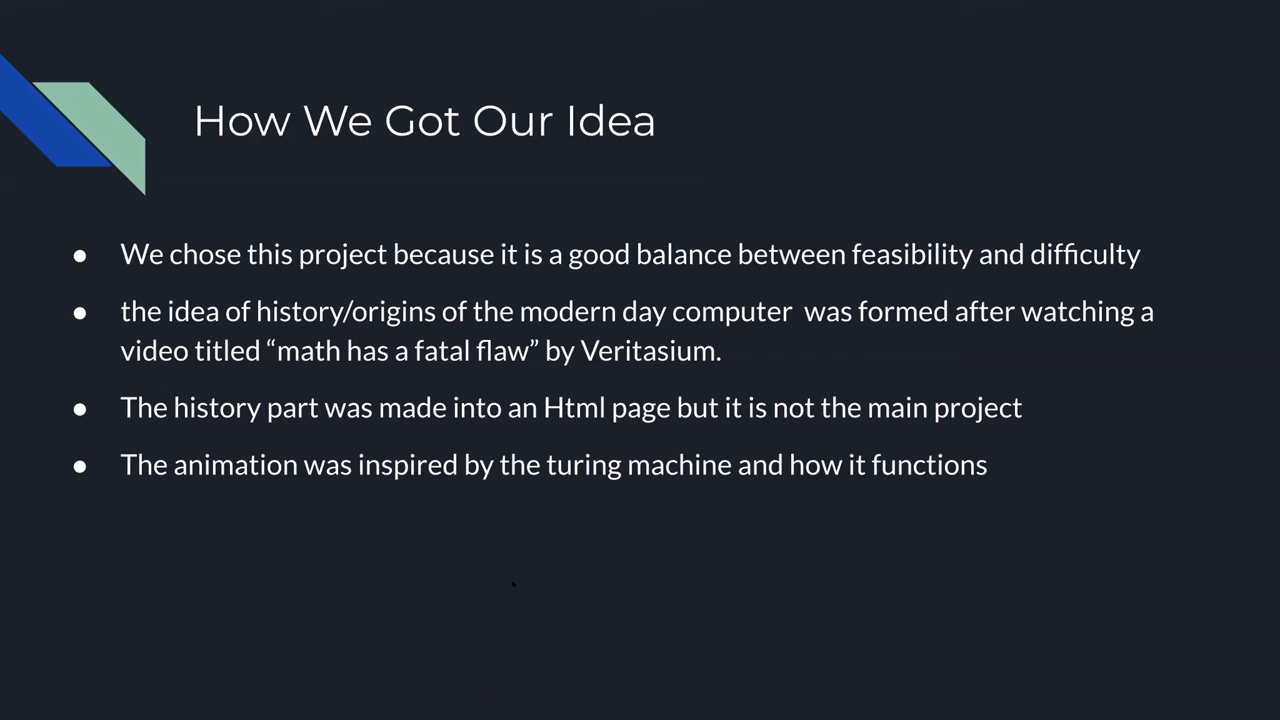 How We Got Our Idea
● We chose this project because it is a good balance between feasibility and difficulty
● the idea of history/origins of the modern day computer  was formed after watching a
video titled “math has a fatal flaw” by Veritasium.
● The history part was made into an Html page but it is not the main project
● The animation was inspired by the turing machine and how it functions